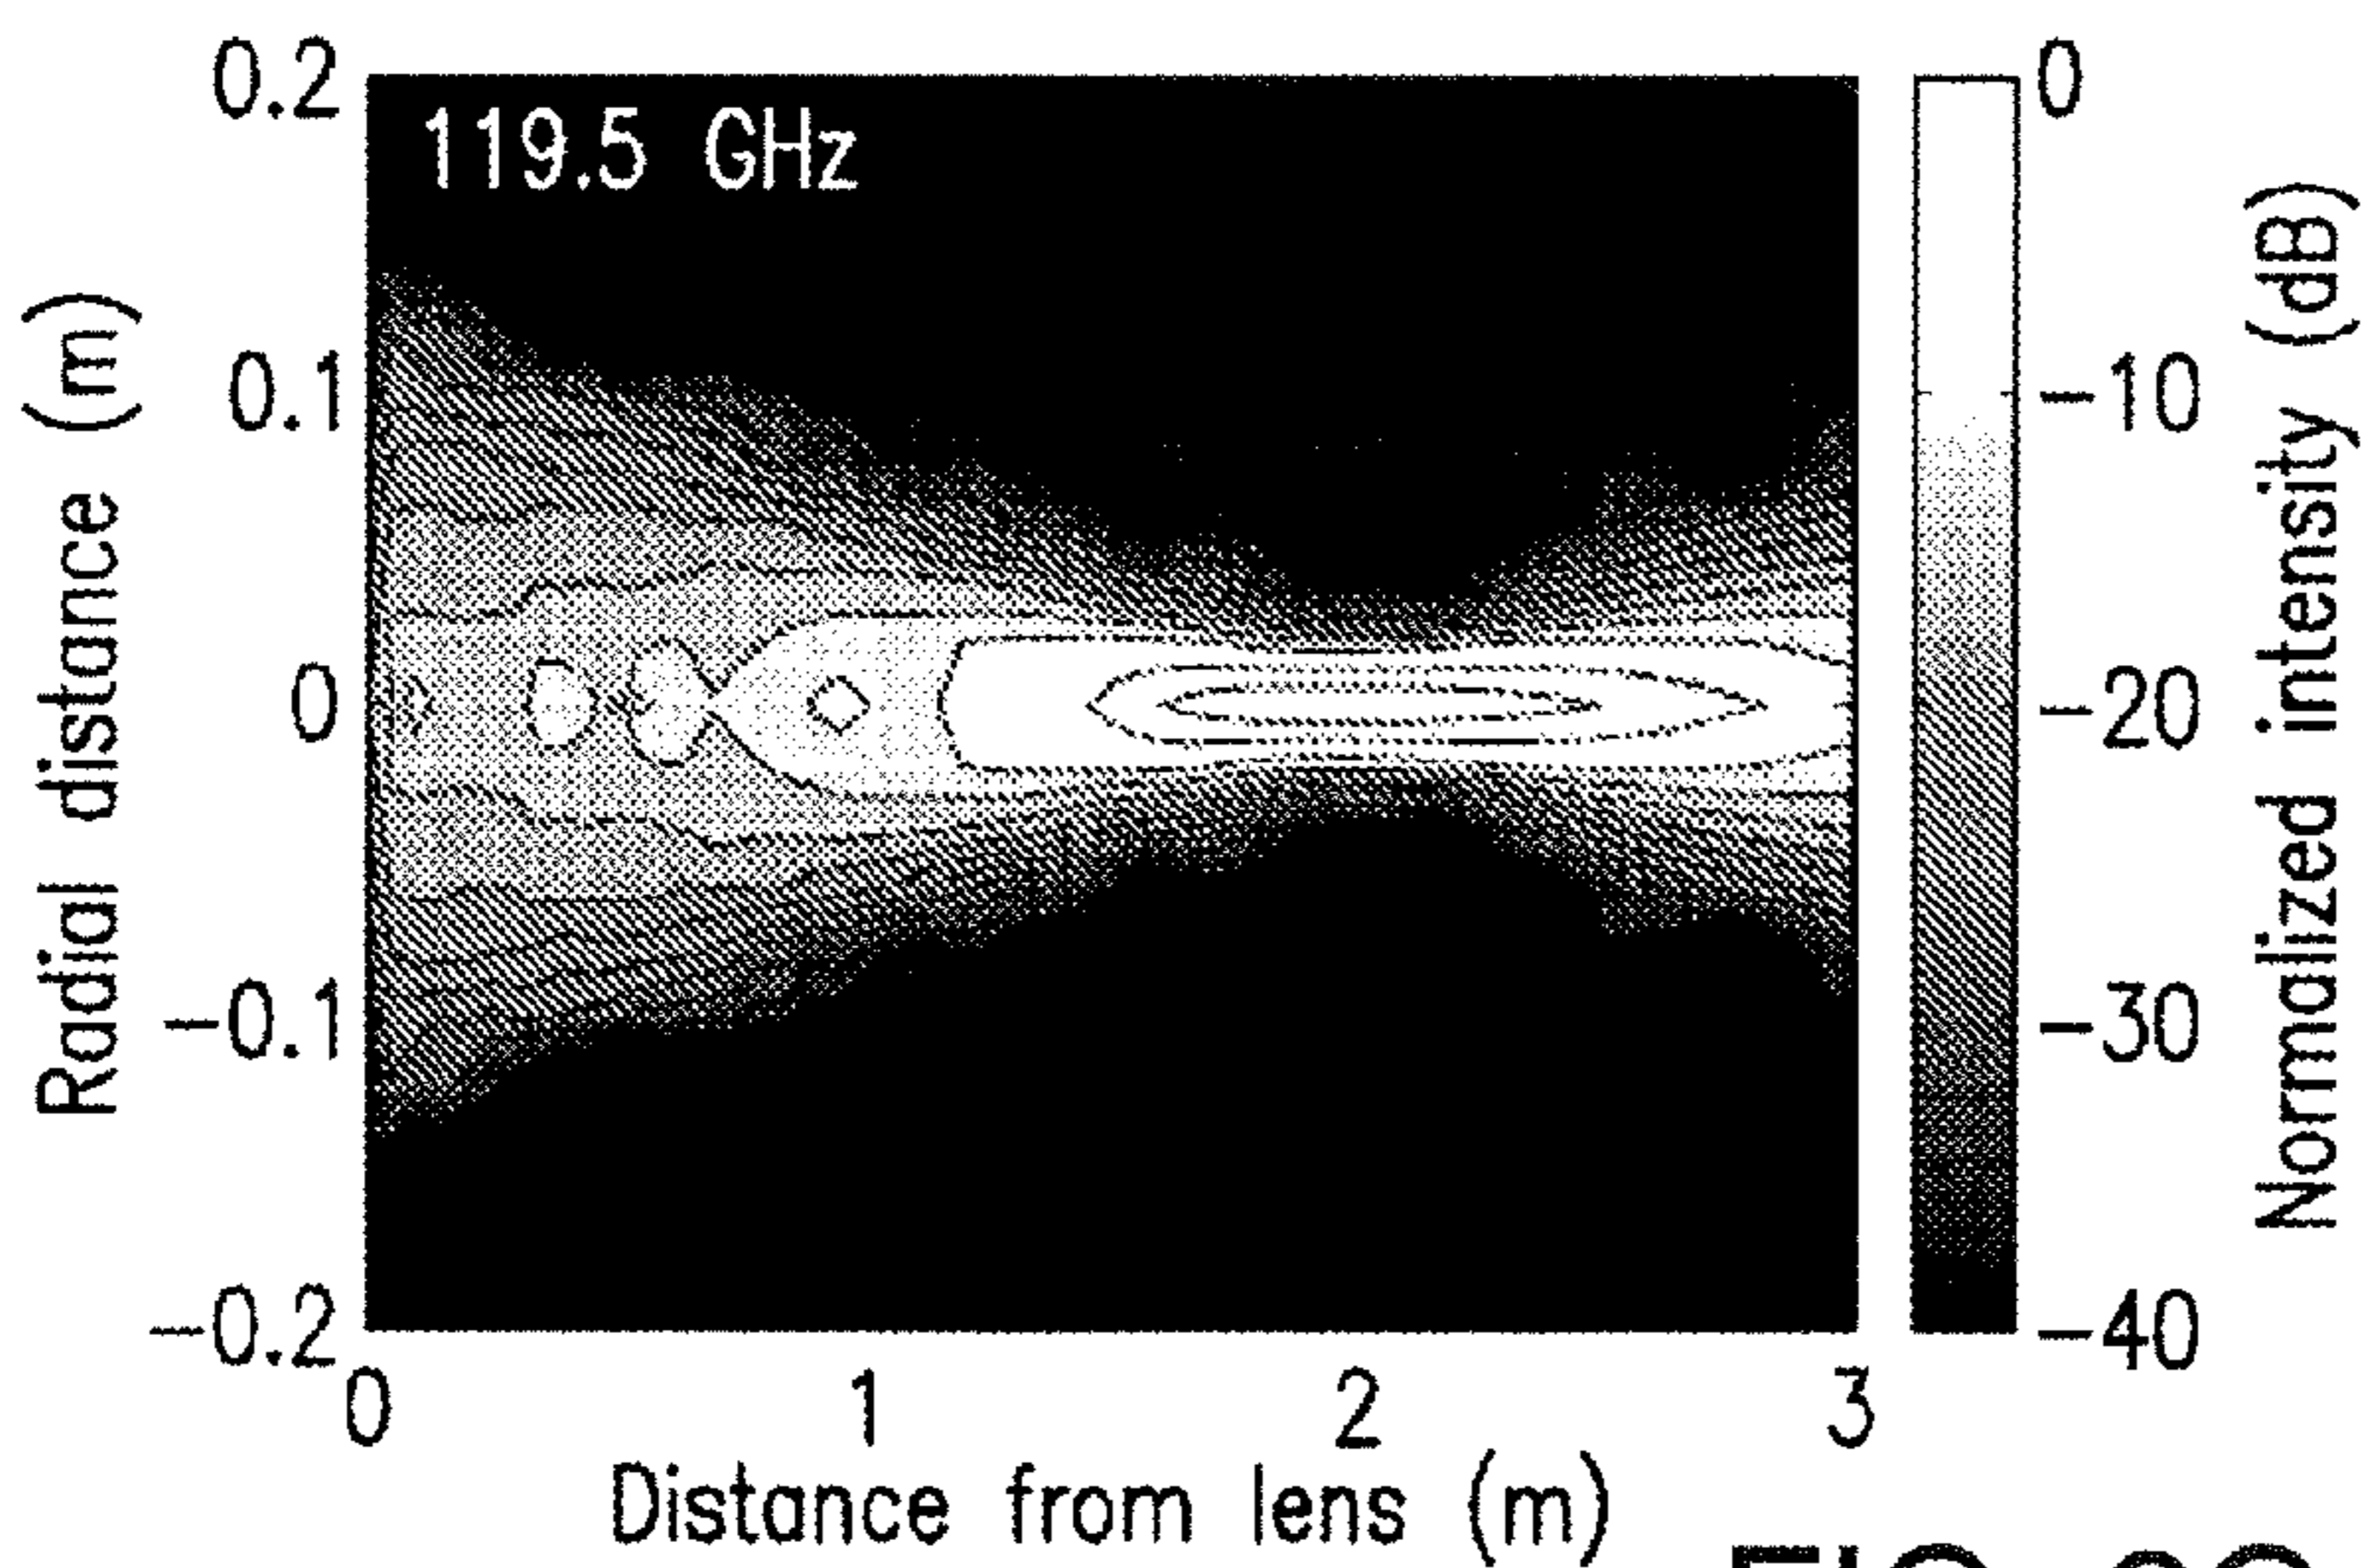 0.2
0.1
0
-0.1
-0.2
Radial distance (m)
119.5 GHz
0 1 2 3
Distance from lens (m)
0
-10
-20
-30
-40
Normalized intensity (dB)